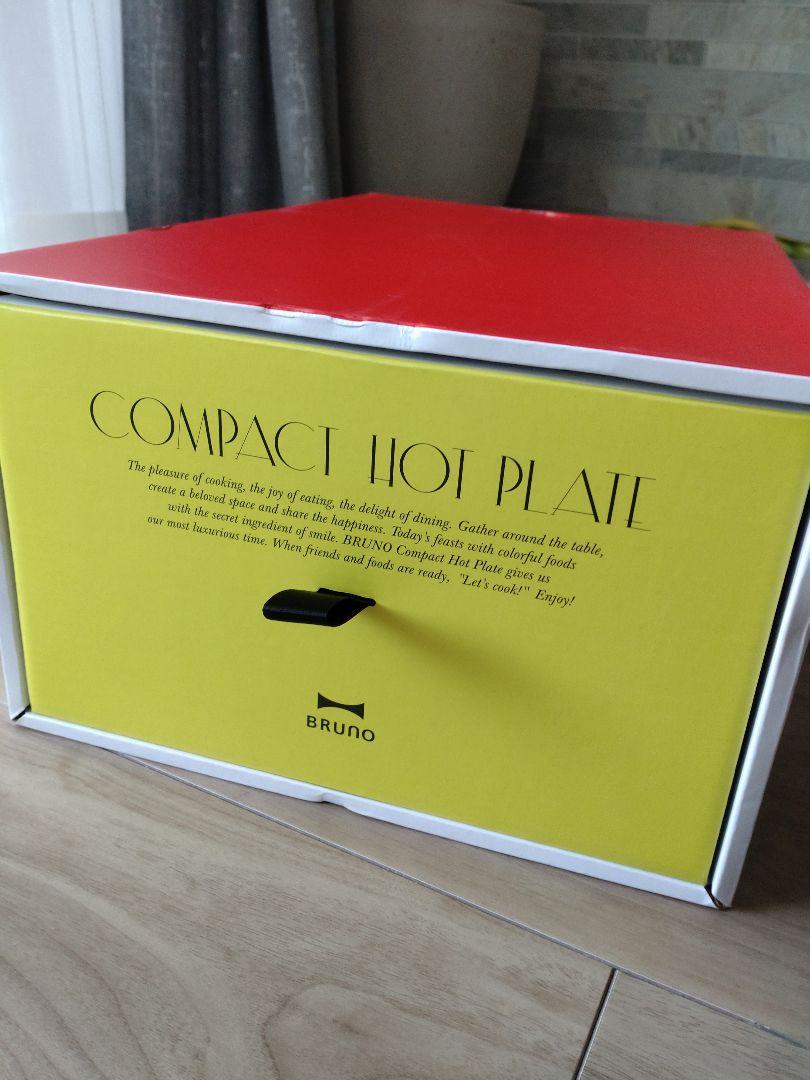 COMPACT HOT PLATE
The pleasure of cooking, the joy of eating, the delight of dining. Gather around the table,
create a beloved space and share the happiness. Today's feasts with colorful foods
with the secret ingredient of smile. BRUNO Compact Hot Plate gives us
our most luxurious time. When friends and foods are ready, "Let's cook!" Enjoy!
BRUNO